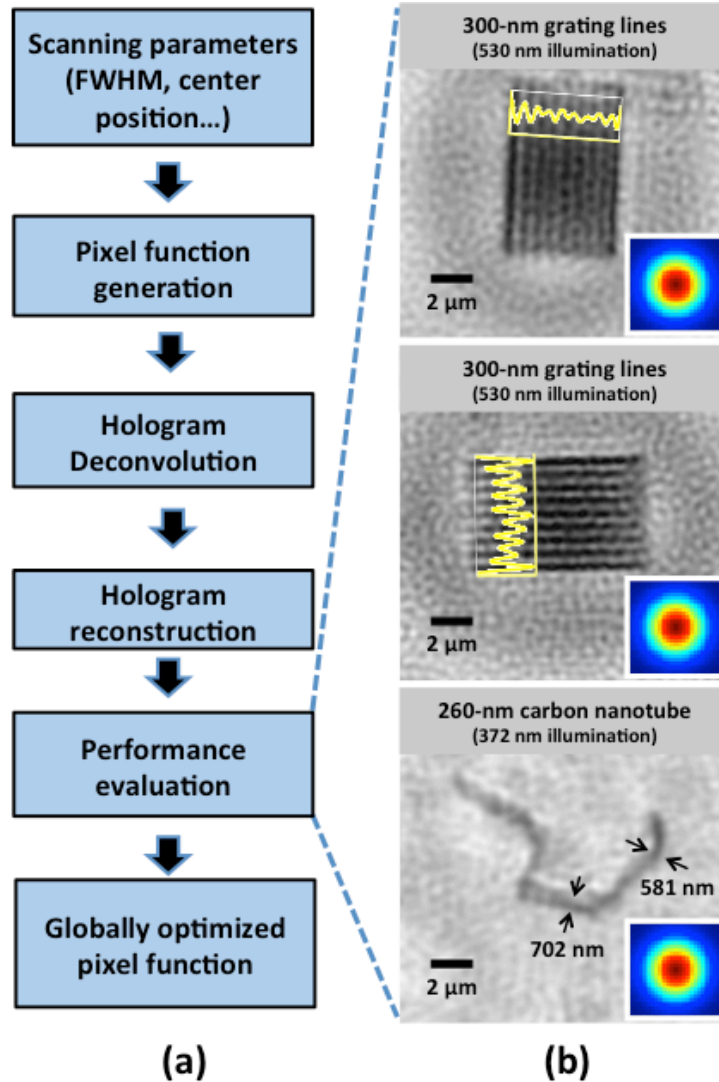 Scanning parameters
(FWHM, center
position...)
Pixel function
generation
Hologram
Deconvolution
Hologram
reconstruction
Performance
evaluation
Globally optimized
pixel function
(a)
300-nm grating lines
(530 nm illumination)
2 μm
300-nm grating lines
(530 nm illumination)
2 μm
260-nm carbon nanotube
(372 nm illumination)
581 nm
702 nm
2 μm
(b)